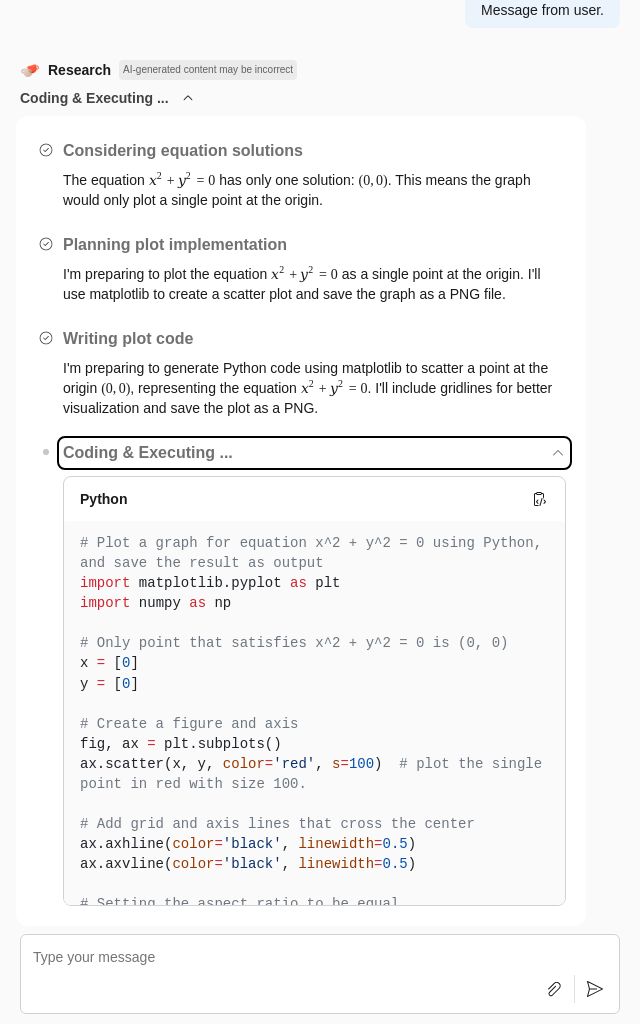 Message from user.
Research AI-generated content may be incorrect
Coding & Executing ...
Considering equation solutions
The equation x² + y² = 0 has only one solution: (0, 0). This means the graph
would only plot a single point at the origin.
Planning plot implementation
I'm preparing to plot the equation x² + y² = 0 as a single point at the origin. I'll
use matplotlib to create a scatter plot and save the graph as a PNG file.
Writing plot code
I'm preparing to generate Python code using matplotlib to scatter a point at the
origin (0, 0), representing the equation x² + y² = 0. I'll include gridlines for better
visualization and save the plot as a PNG.
Coding & Executing ...
Python
# Plot a graph for equation x^2 + y^2 = 0 using Python,
and save the result as output
import matplotlib.pyplot as plt
import numpy as np
# Only point that satisfies x^2 + y^2 = 0 is (0, 0)
x = [0]
y = [0]
# Create a figure and axis
fig, ax = plt.subplots()
ax.scatter(x, y, color='red', s=100)  # plot the single
point in red with size 100.
# Add grid and axis lines that cross the center
ax.axhline(color='black', linewidth=0.5)
ax.axvline(color='black', linewidth=0.5)
# Setting the aspect ratio to be equal
Type your message